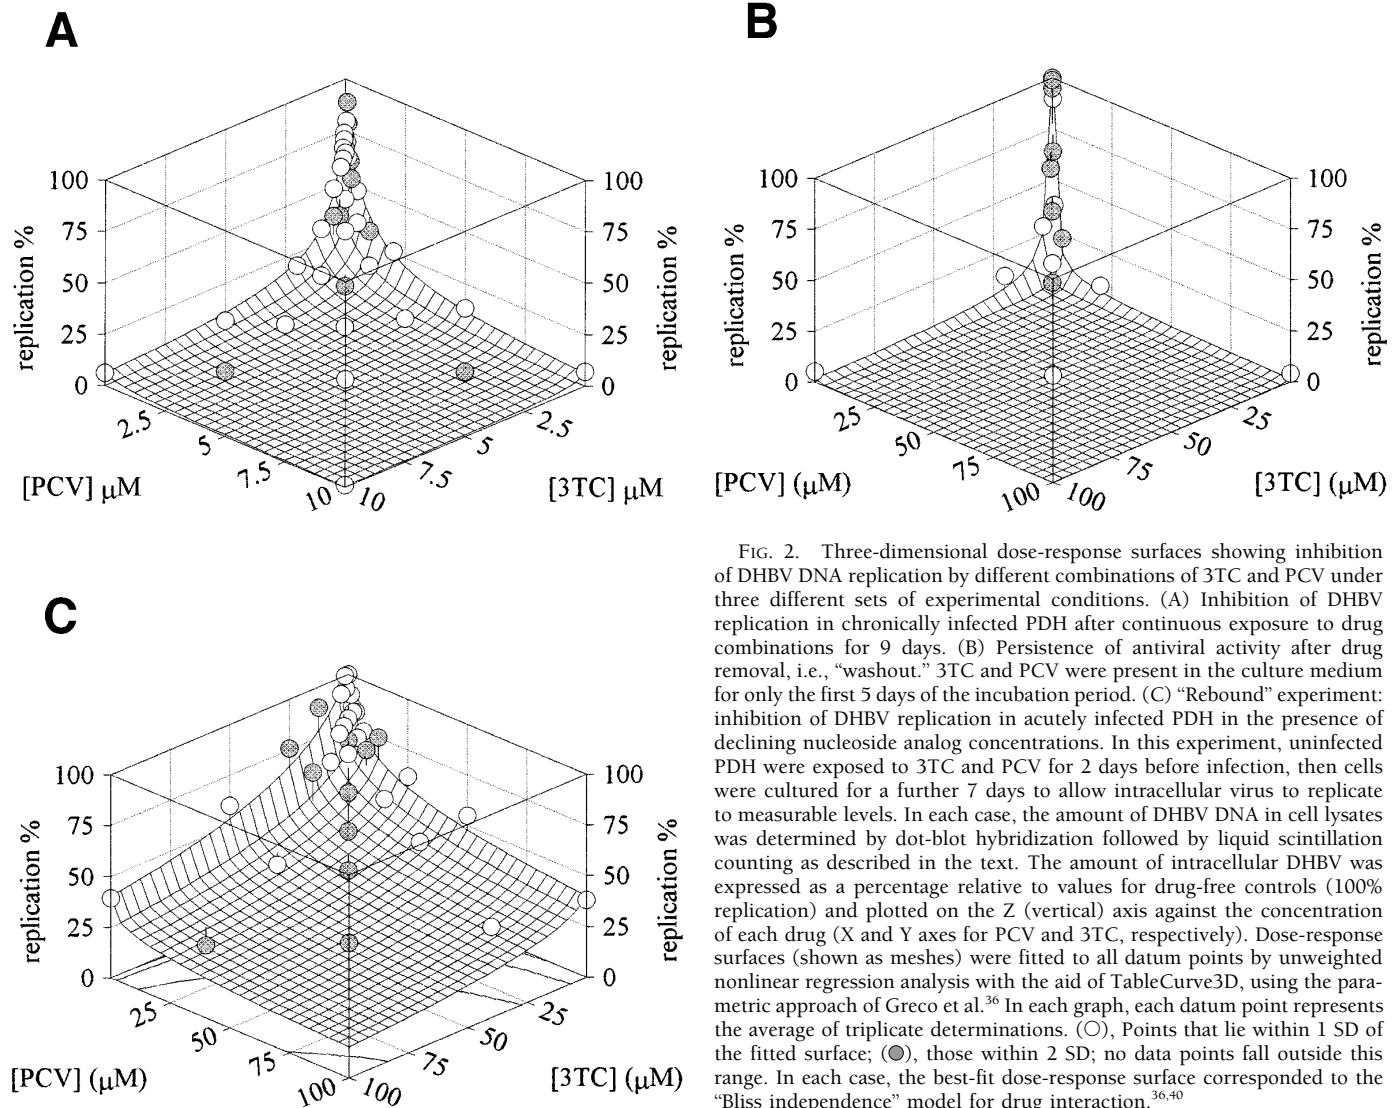 A
100
75
50
25
0
replication %
100
75
50
25
0
replication %
2.5
5
7.5
10
10
7.5
5
2.5
[PCV] µM
[3TC] µM
B
100
75
50
25
0
replication %
100
75
50
25
0
replication %
25
50
75
100
100
75
50
25
[PCV] (µM)
[3TC] (µM)
C
100
75
50
25
0
replication %
100
75
50
25
0
replication %
25
50
75
100
100
75
50
25
[PCV] (µM)
[3TC] (µM)
FIG. 2. Three-dimensional dose-response surfaces showing inhibition
of DHBV DNA replication by different combinations of 3TC and PCV under
three different sets of experimental conditions. (A) Inhibition of DHBV
replication in chronically infected PDH after continuous exposure to drug
combinations for 9 days. (B) Persistence of antiviral activity after drug
removal, i.e., “washout.” 3TC and PCV were present in the culture medium
for only the first 5 days of the incubation period. (C) “Rebound” experiment:
inhibition of DHBV replication in acutely infected PDH in the presence of
declining nucleoside analog concentrations. In this experiment, uninfected
PDH were exposed to 3TC and PCV for 2 days before infection, then cells
were cultured for a further 7 days to allow intracellular virus to replicate
to measurable levels. In each case, the amount of DHBV DNA in cell lysates
was determined by dot-blot hybridization followed by liquid scintillation
counting as described in the text. The amount of intracellular DHBV was
expressed as a percentage relative to values for drug-free controls (100%
replication) and plotted on the Z (vertical) axis against the concentration
of each drug (X and Y axes for PCV and 3TC, respectively). Dose-response
surfaces (shown as meshes) were fitted to all datum points by unweighted
nonlinear regression analysis with the aid of TableCurve3D, using the para-
metric approach of Greco et al.36 In each graph, each datum point represents
the average of triplicate determinations. (○), Points that lie within 1 SD of
the fitted surface; (●), those within 2 SD; no data points fall outside this
range. In each case, the best-fit dose-response surface corresponded to the
“Bliss independence” model for drug interaction.36,40